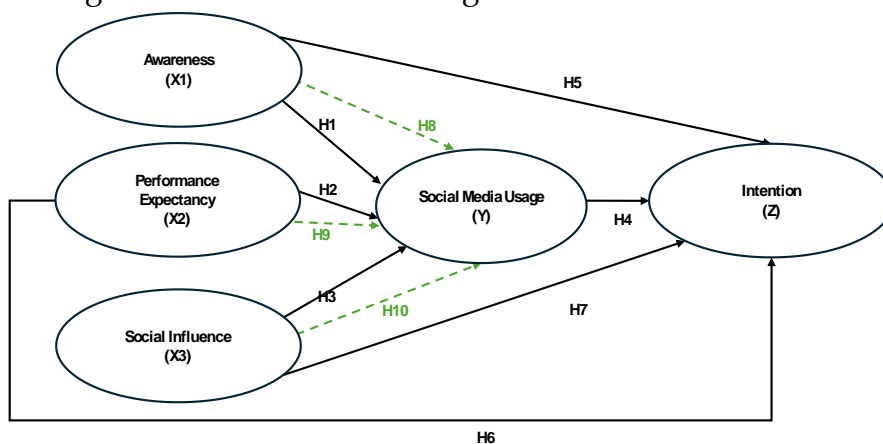 Awareness
(X1)
H5
H1
H8
Performance
Expectancy
(X2)
H2
H9
Social Media Usage
(Y)
H4
Intention
(Z)
H3
H10
H7
Social Influence
(X3)
H6